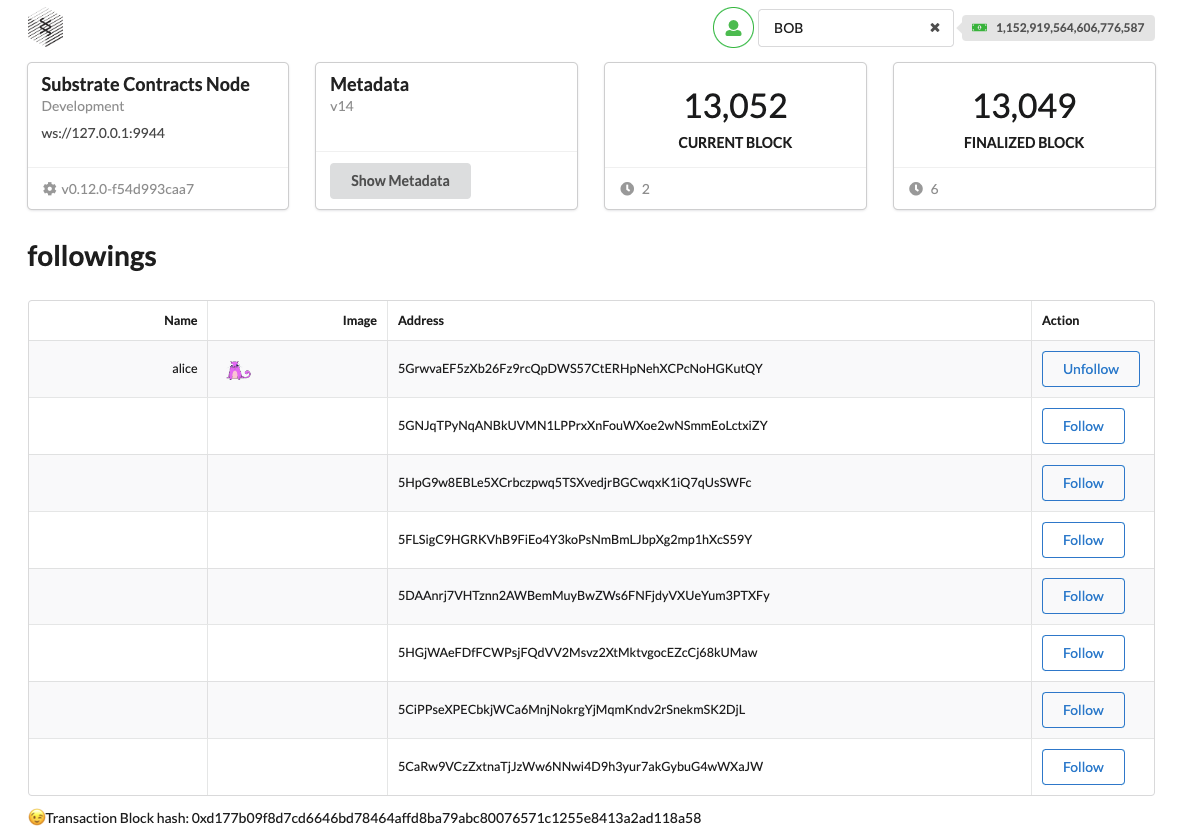 BOB
1,152,919,564,606,776,587
Substrate Contracts Node
Development
ws://127.0.0.1:9944
v0.12.0-f54d993caa7
Metadata
v14
Show Metadata
13,052
CURRENT BLOCK
2
13,049
FINALIZED BLOCK
6
followings
Name Image Address Action
alice 5GrwvaEF5zXb26Fz9rcQpDWS57CtERHpNehXCPcNoHGKutQY Unfollow
5GNJqTPyNqANBkUVMN1LPPrxXnFouWXoe2wNSmmEoLctxiZY Follow
5HpG9w8EBLe5XCrbczpwq5TSXvedjrBGCwqxK1iQ7qUsSWFc Follow
5FLSigC9HGRKVhB9FiEo4Y3koPsNmBmLJbpXg2mp1hXcS59Y Follow
5DAAnrj7VHTznn2AWBemMuyBwZWs6FNFjdyVXUeYum3PTXFy Follow
5HGjWAeFDfFCWPsjFQdVV2Msvz2XtMktvgocEZcCj68kUMaw Follow
5CiPPseXPECbkjWCa6MnjNokrgYjMqmKndv2rSnekmSK2DjL Follow
5CaRw9VCzZxtnaTjJzWw6NNwi4D9h3yur7akGybuG4wWXaJW Follow
😉Transaction Block hash: 0xd177b09f8d7cd6646bd78464affd8ba79abc80076571c1255e8413a2ad118a58